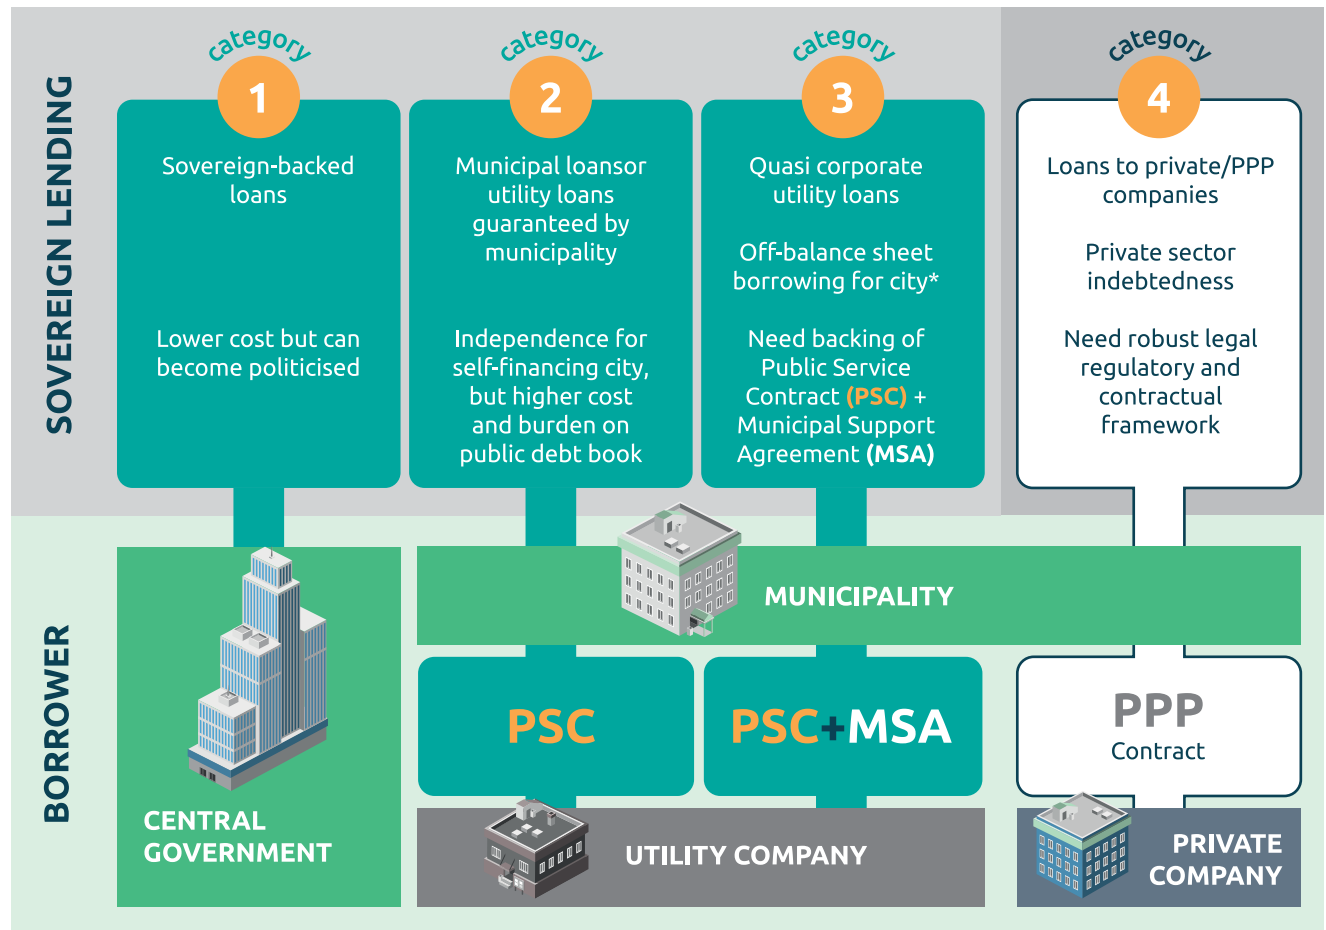 SOVEREIGN LENDING
category
1
Sovereign-backed
loans
Lower cost but can
become politicised
category
2
Municipal loansor
utility loans
guaranteed by
municipality
Independence for
self-financing city,
but higher cost
and burden on
public debt book
category
3
Quasi corporate
utility loans
Off-balance sheet
borrowing for city*
Need backing of
Public Service
Contract (PSC) +
Municipal Support
Agreement (MSA)
category
4
Loans to private/PPP
companies
Private sector
indebtedness
Need robust legal
regulatory and
contractual
framework
BORROWER
CENTRAL
GOVERNMENT
MUNICIPALITY
PSC
PSC+MSA
PPP
Contract
UTILITY COMPANY
PRIVATE
COMPANY